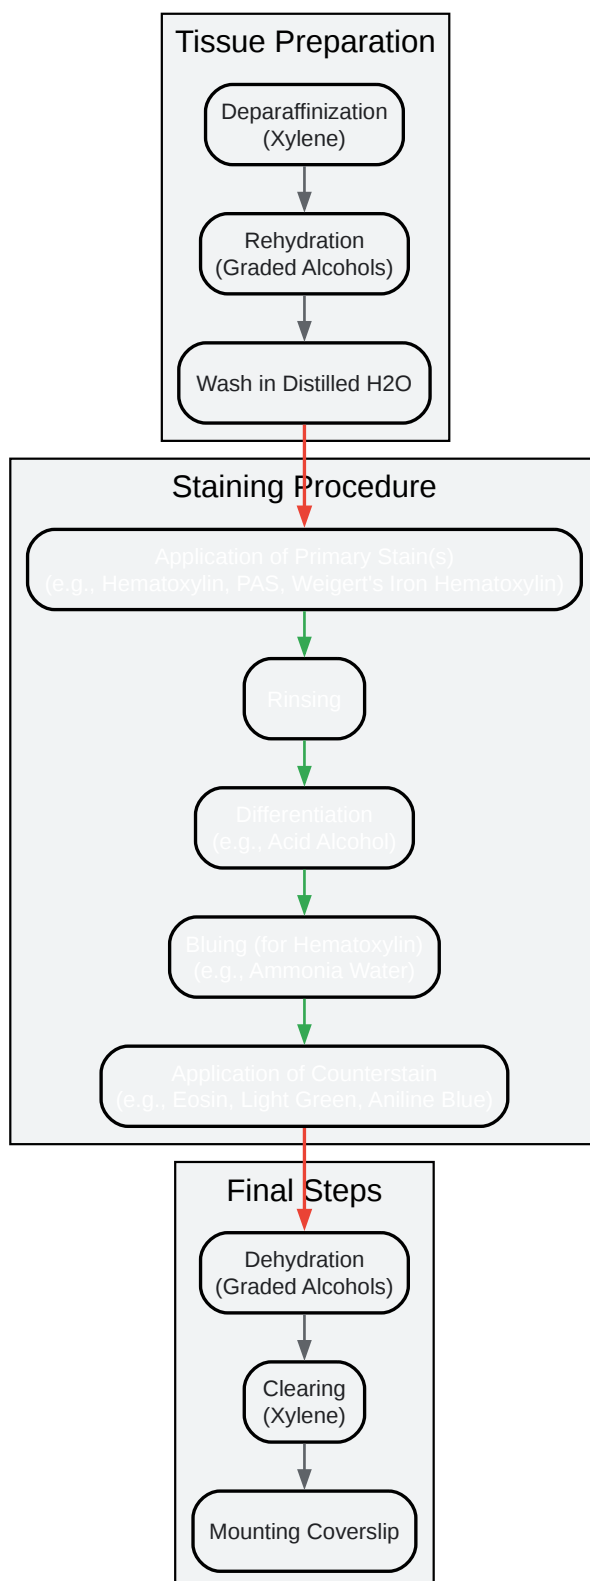 Tissue Preparation
Deparaffinization
(Xylene)
Rehydration
(Graded Alcohols)
Wash in Distilled H2O
Staining Procedure
Application of Primary Stain(s)
(e.g., Hematoxylin, PAS, Weigert's Iron Hematoxylin)
Rinsing
Differentiation
(e.g., Acid Alcohol)
Bluing (for Hematoxylin)
(e.g., Ammonia Water)
Application of Counterstain
(e.g., Eosin, Light Green, Aniline Blue)
Final Steps
Dehydration
(Graded Alcohols)
Clearing
(Xylene)
Mounting Coverslip